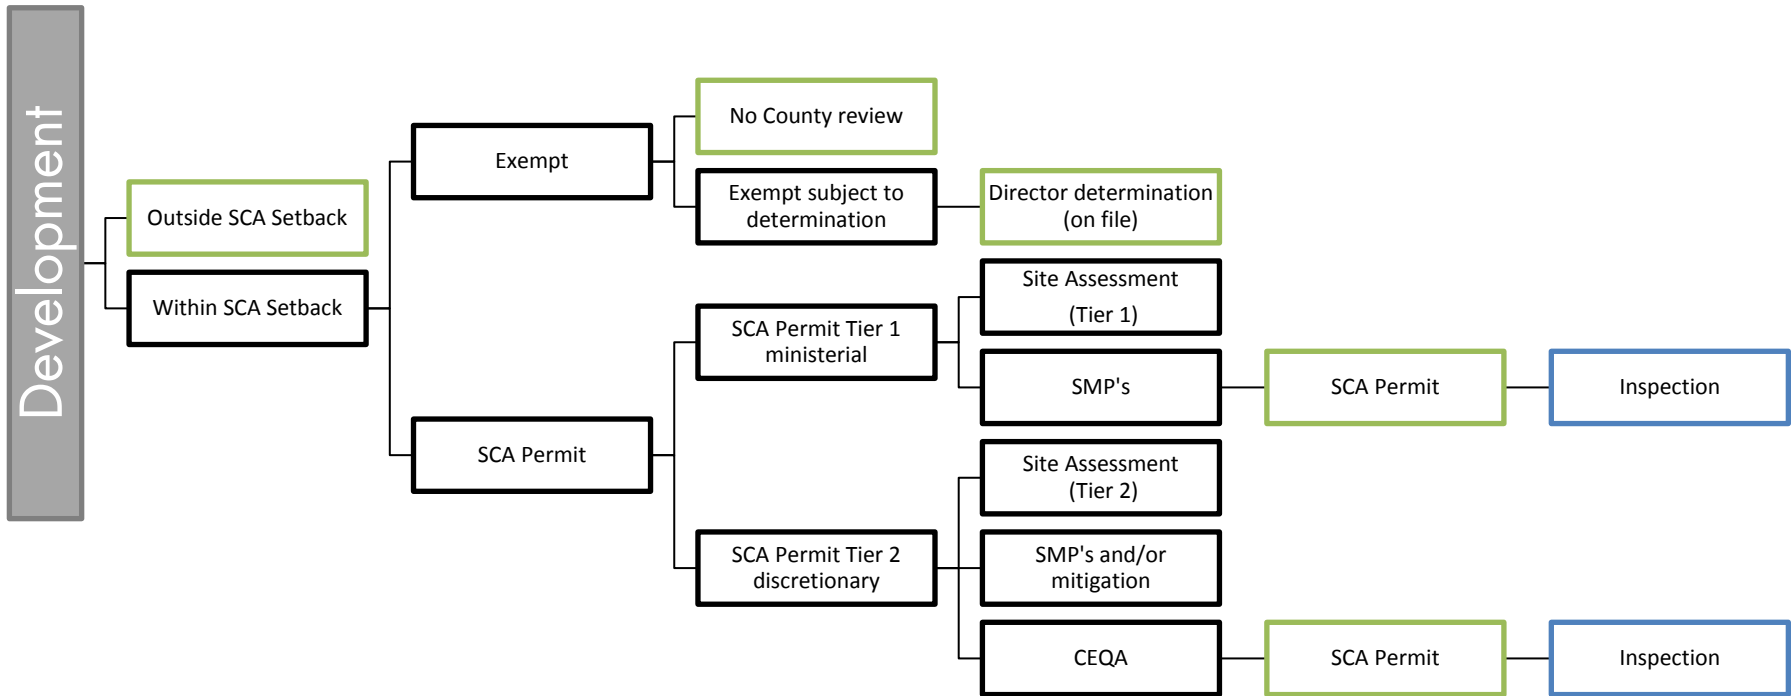 Development
Outside SCA Setback
Within SCA Setback
Exempt
SCA Permit
No County review
Exempt subject to
determination
Director determination
(on file)
SCA Permit Tier 1
ministerial
Site Assessment
(Tier 1)
SMP's
SCA Permit
Inspection
SCA Permit Tier 2
discretionary
Site Assessment
(Tier 2)
SMP's and/or
mitigation
CEQA
SCA Permit
Inspection